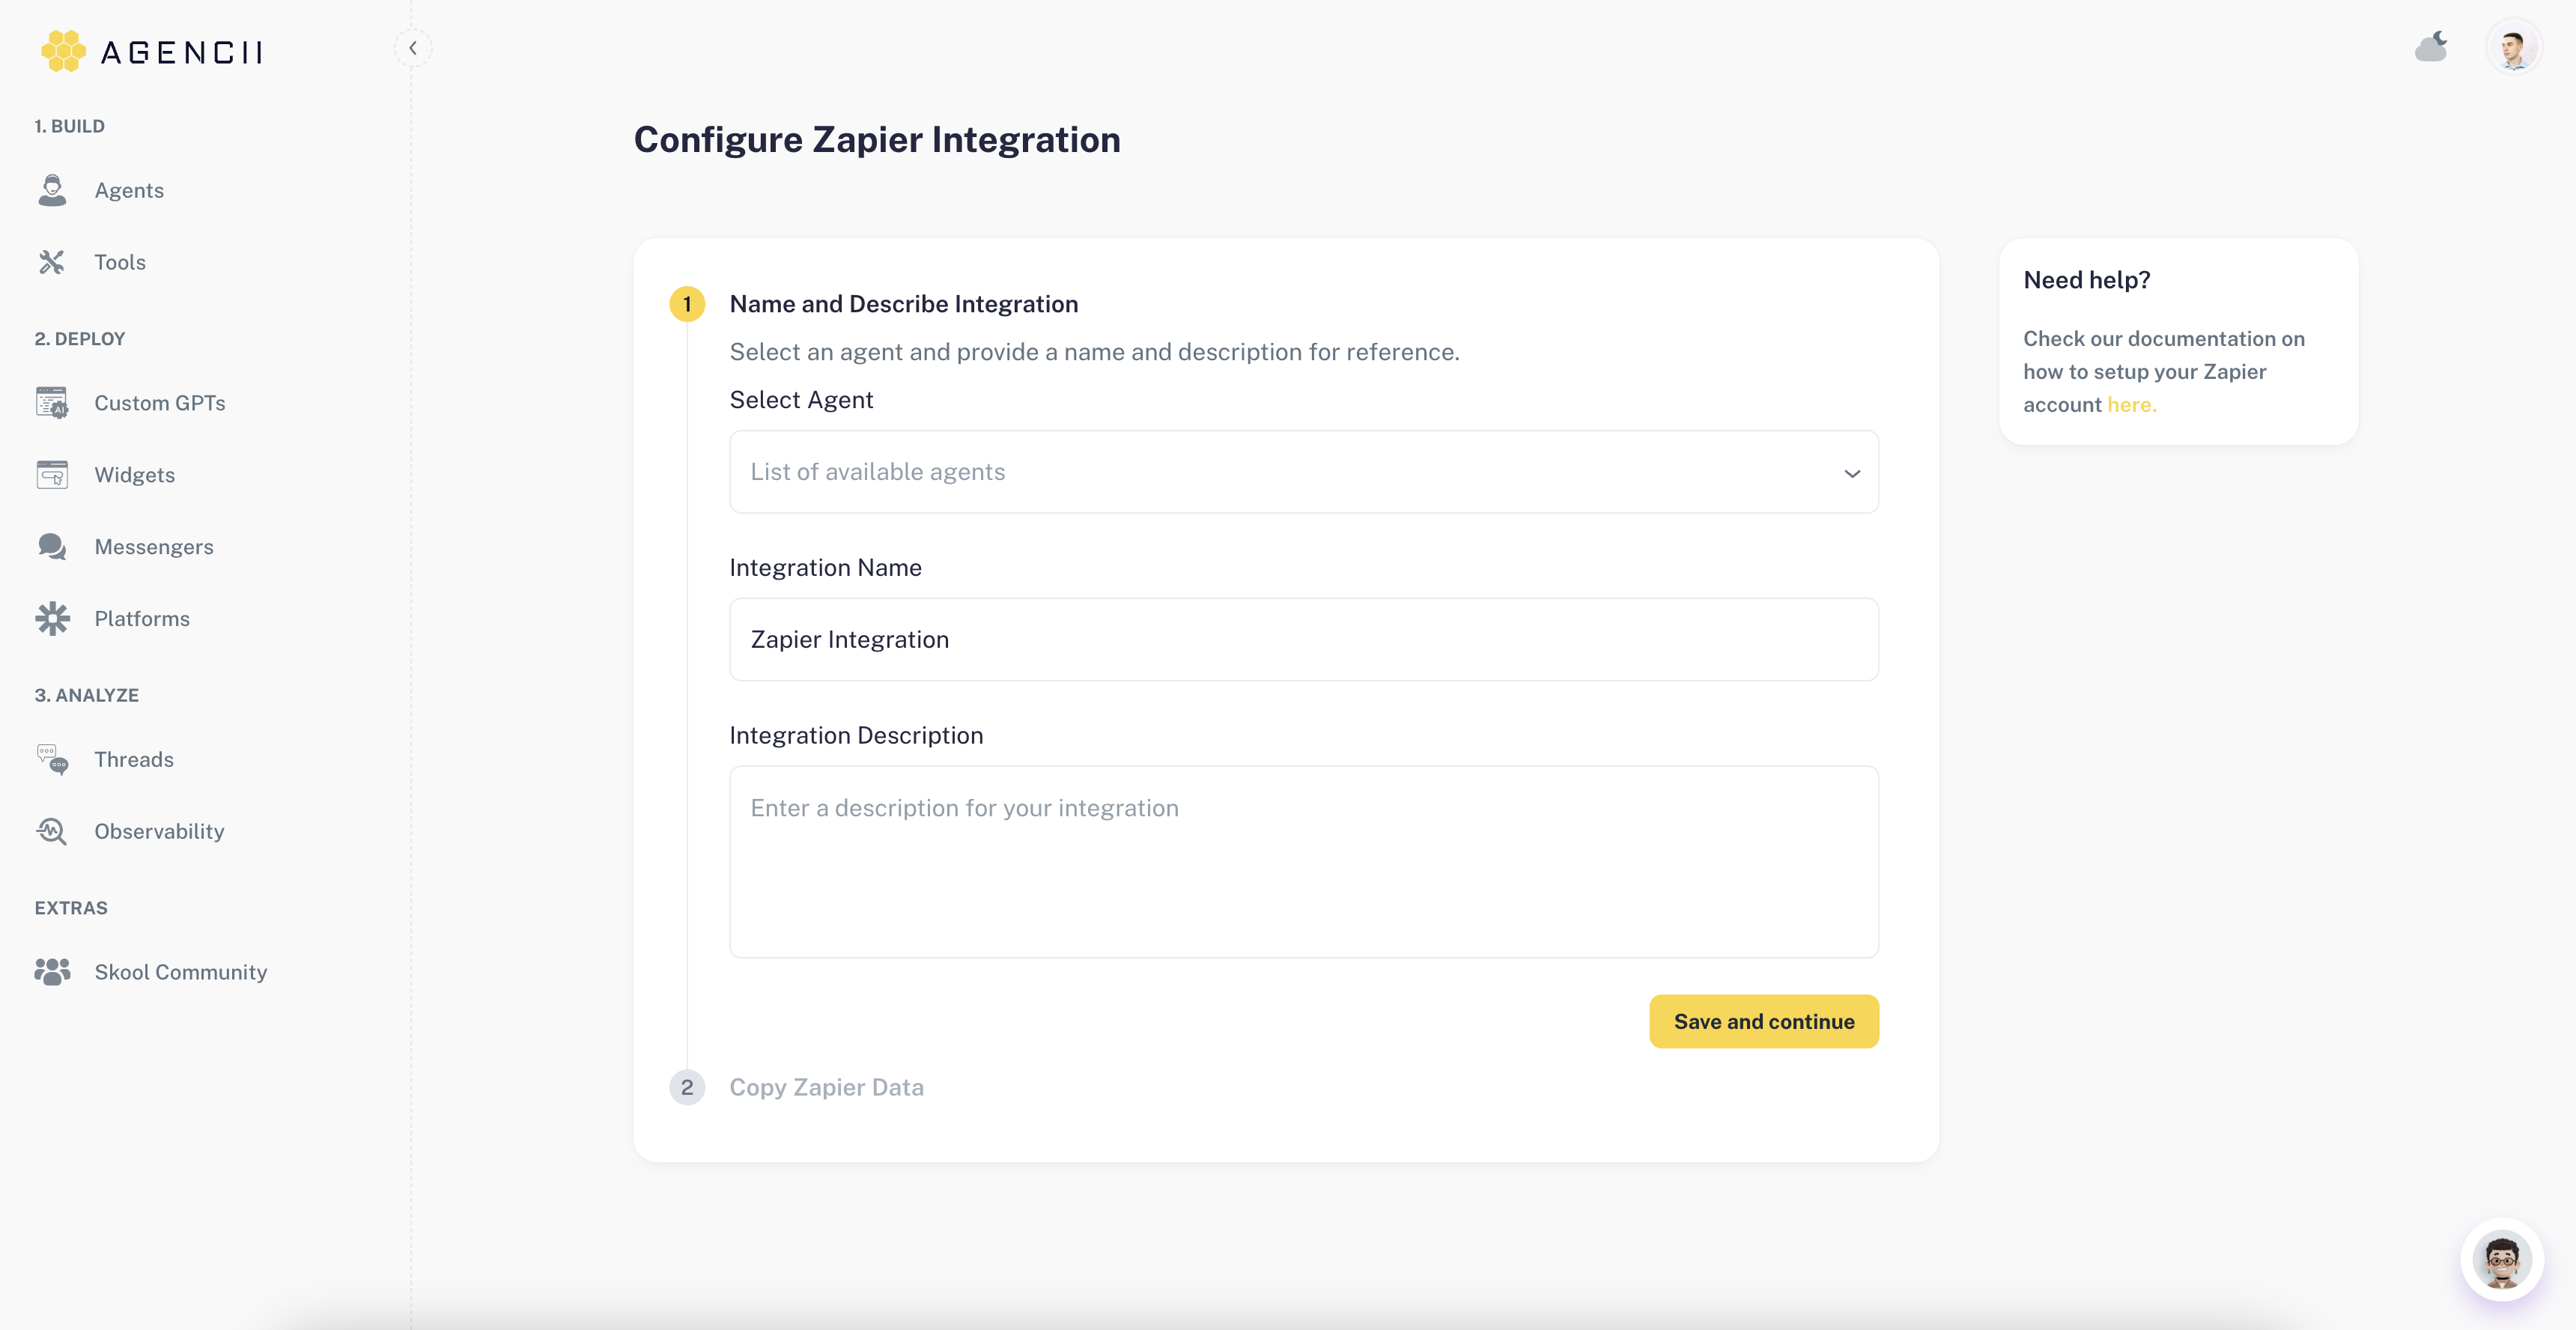 AGENCII
1. BUILD
Agents
Tools
2. DEPLOY
Custom GPTs
Widgets
Messengers
Platforms
3. ANALYZE
Threads
Observability
EXTRAS
Skool Community
Configure Zapier Integration
1
Name and Describe Integration
Select an agent and provide a name and description for reference.
Select Agent
List of available agents
Integration Name
Zapier Integration
Integration Description
Enter a description for your integration
Save and continue
2
Copy Zapier Data
Need help?
Check our documentation on
how to setup your Zapier
account here.